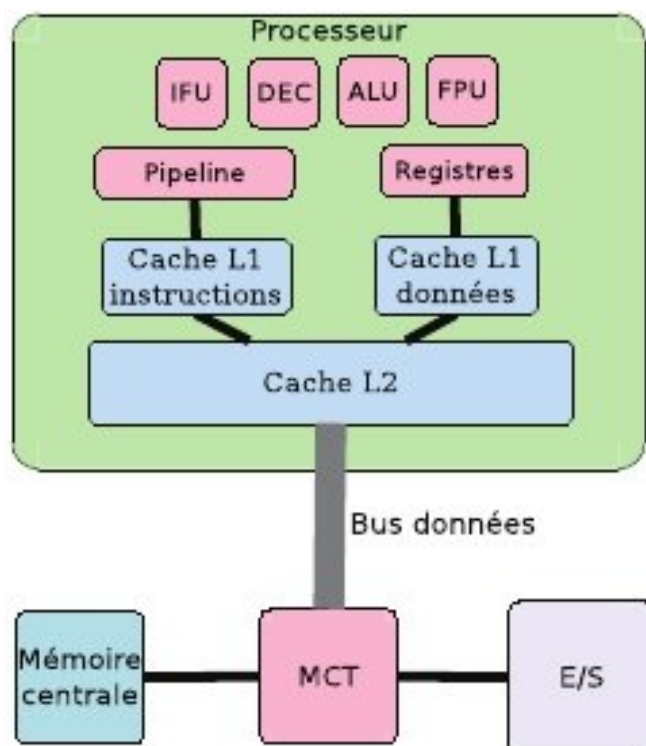 Processeur
IFU
DEC
ALU
FPU
Pipeline
Registres
Cache L1
instructions
Cache L1
données
Cache L2
Bus données
Mémoire
centrale
MCT
E/S